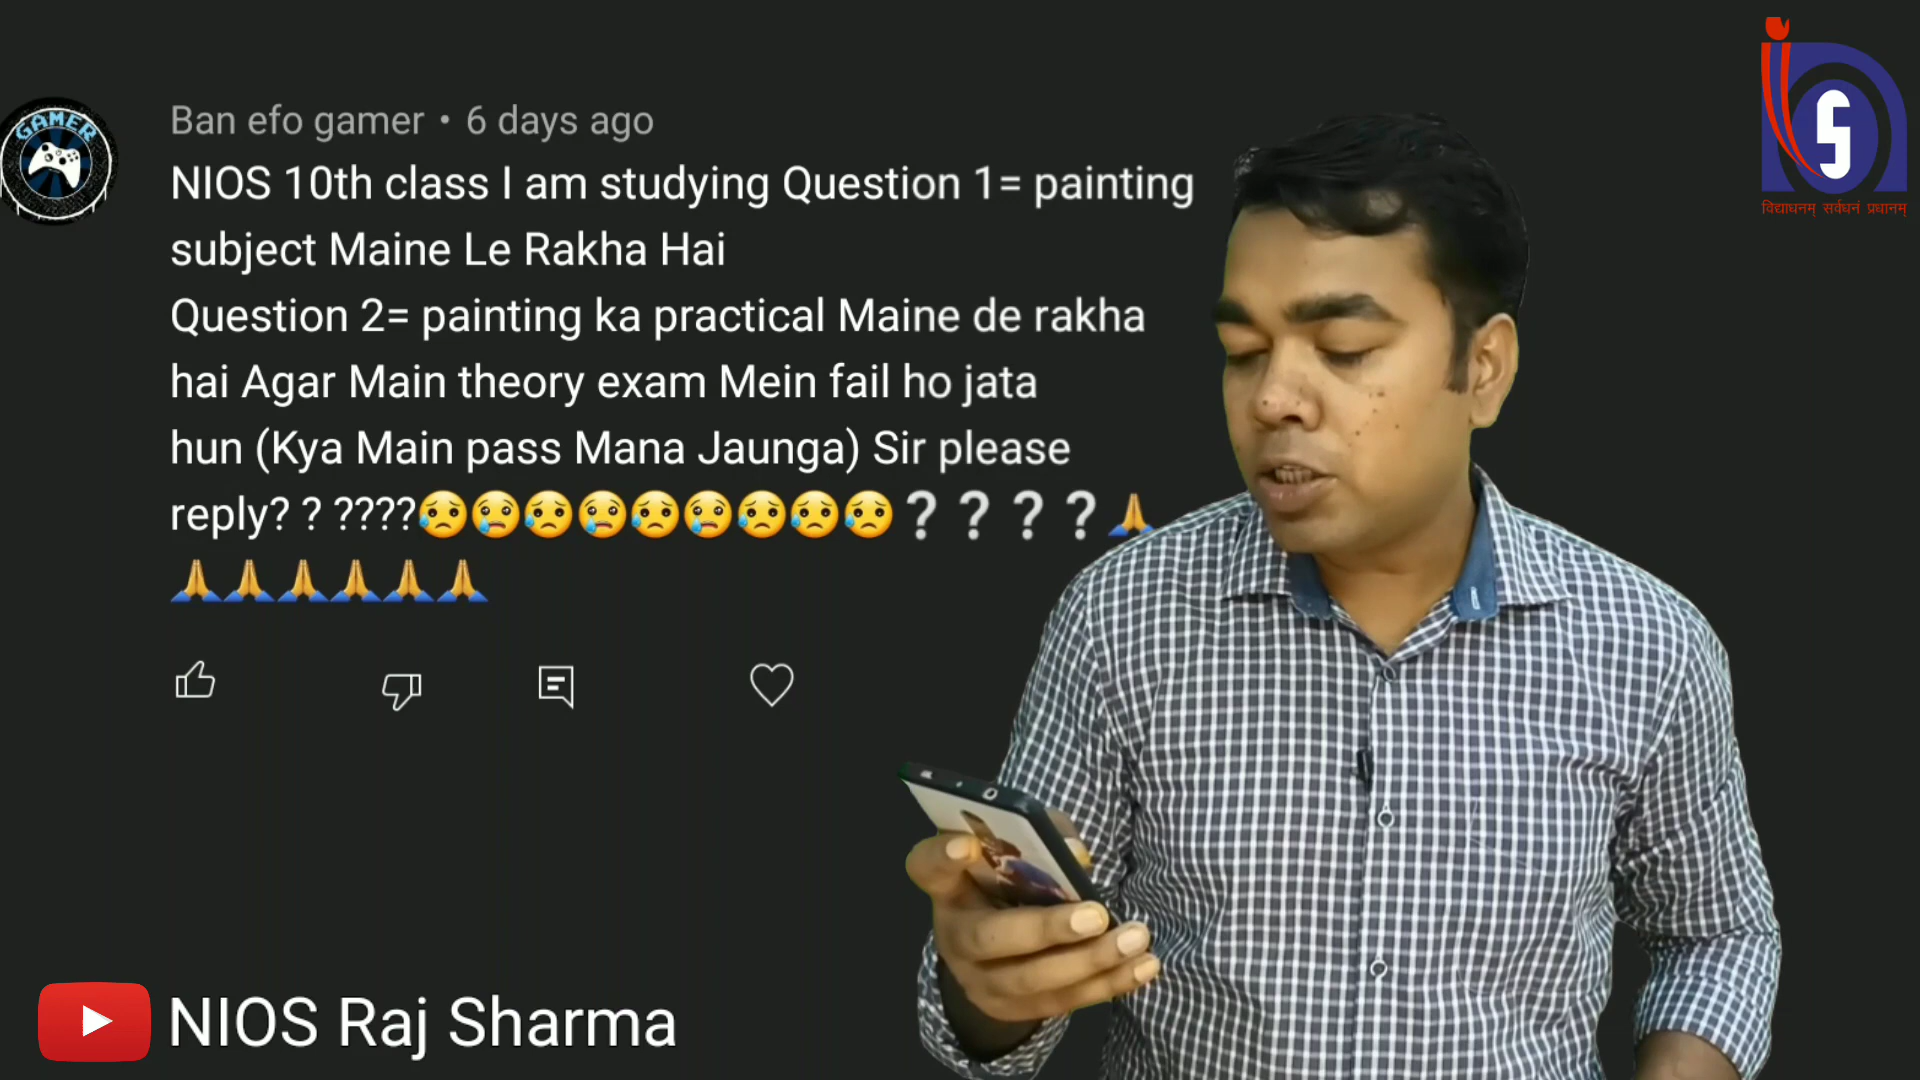 Ban efo gamer • 6 days ago
NIOS 10th class I am studying Question 1= painting
subject Maine Le Rakha Hai
Question 2= painting ka practical Maine de rakha
hai Agar Main theory exam Mein fail ho jata
hun (Kya Main pass Mana Jaunga) Sir please
reply? ? ????😥😢😥😢😥😢😥😥😥❔❔❔❔🙏
🙏🙏🙏🙏🙏🙏
GAMER
विद्याधनम् सर्वधनं प्रधानम्
NIOS Raj Sharma